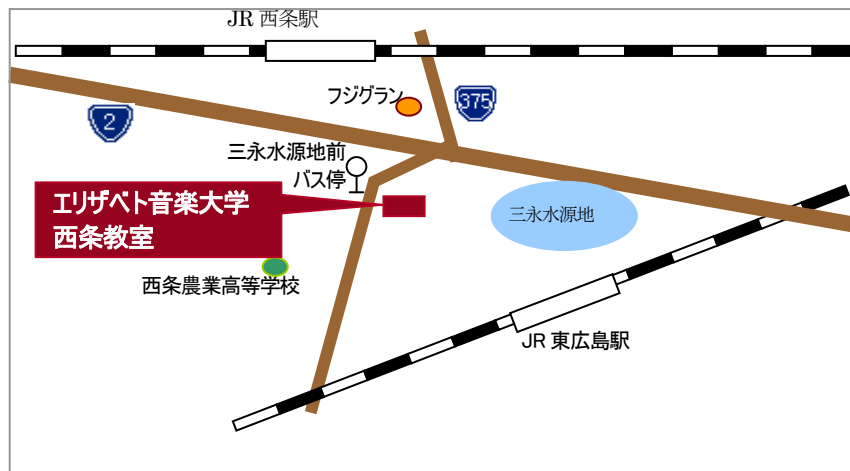 JR 西条駅
フジグラン
375
2
三永水源地前
バス停
エリザベト音楽大学
西条教室
三永水源地
西条農業高等学校
JR 東広島駅